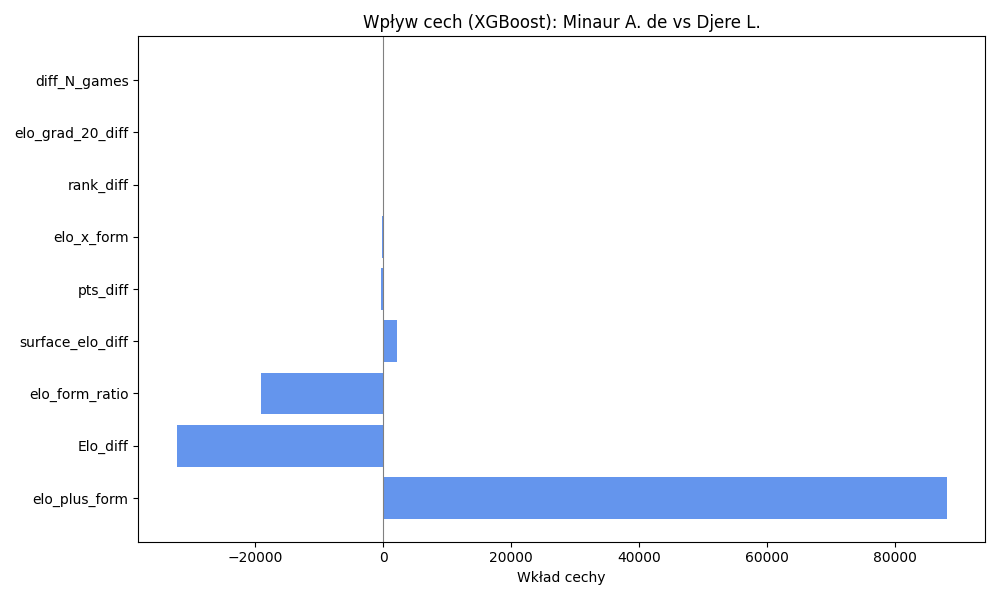 Wpływ cech (XGBoost): Minaur A. de vs Djere L.
diff_N_games
elo_grad_20_diff
rank_diff
elo_x_form
pts_diff
surface_elo_diff
elo_form_ratio
Elo_diff
elo_plus_form
−20000 0 20000 40000 60000 80000
Wkład cechy